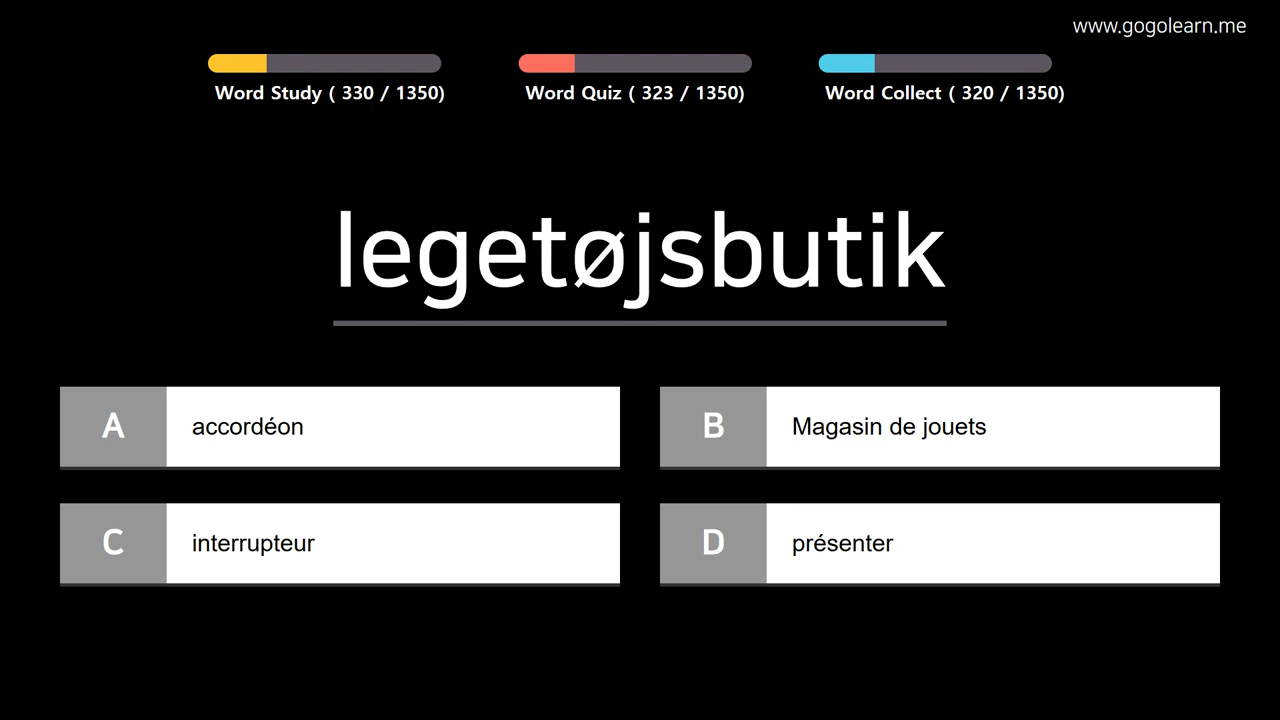 www.gogolearn.me
Word Study ( 330 / 1350)
Word Quiz ( 323 / 1350)
Word Collect ( 320 / 1350)
legetøjsbutik
A accordéon
B Magasin de jouets
C interrupteur
D présenter